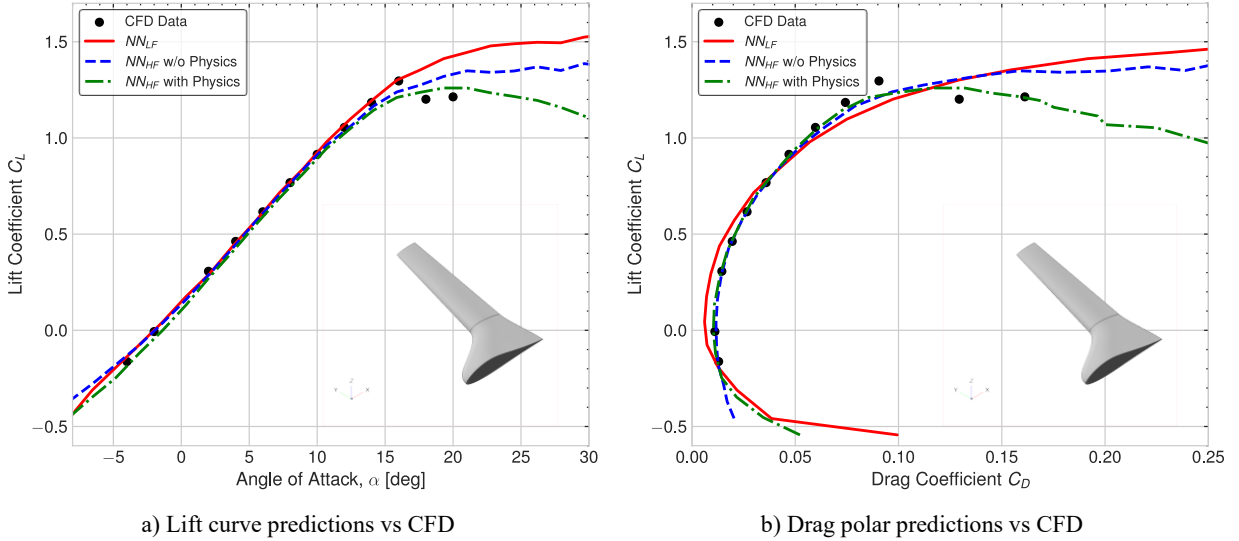 CFD Data
NN_LF
NN_HF w/o Physics
NN_HF with Physics
1.5
1.0
0.5
0.0
−0.5
Lift Coefficient C_L
−5 0 5 10 15 20 25 30
Angle of Attack, α [deg]
a) Lift curve predictions vs CFD
CFD Data
NN_LF
NN_HF w/o Physics
NN_HF with Physics
1.5
1.0
0.5
0.0
−0.5
Lift Coefficient C_L
0.00 0.05 0.10 0.15 0.20 0.25
Drag Coefficient C_D
b) Drag polar predictions vs CFD